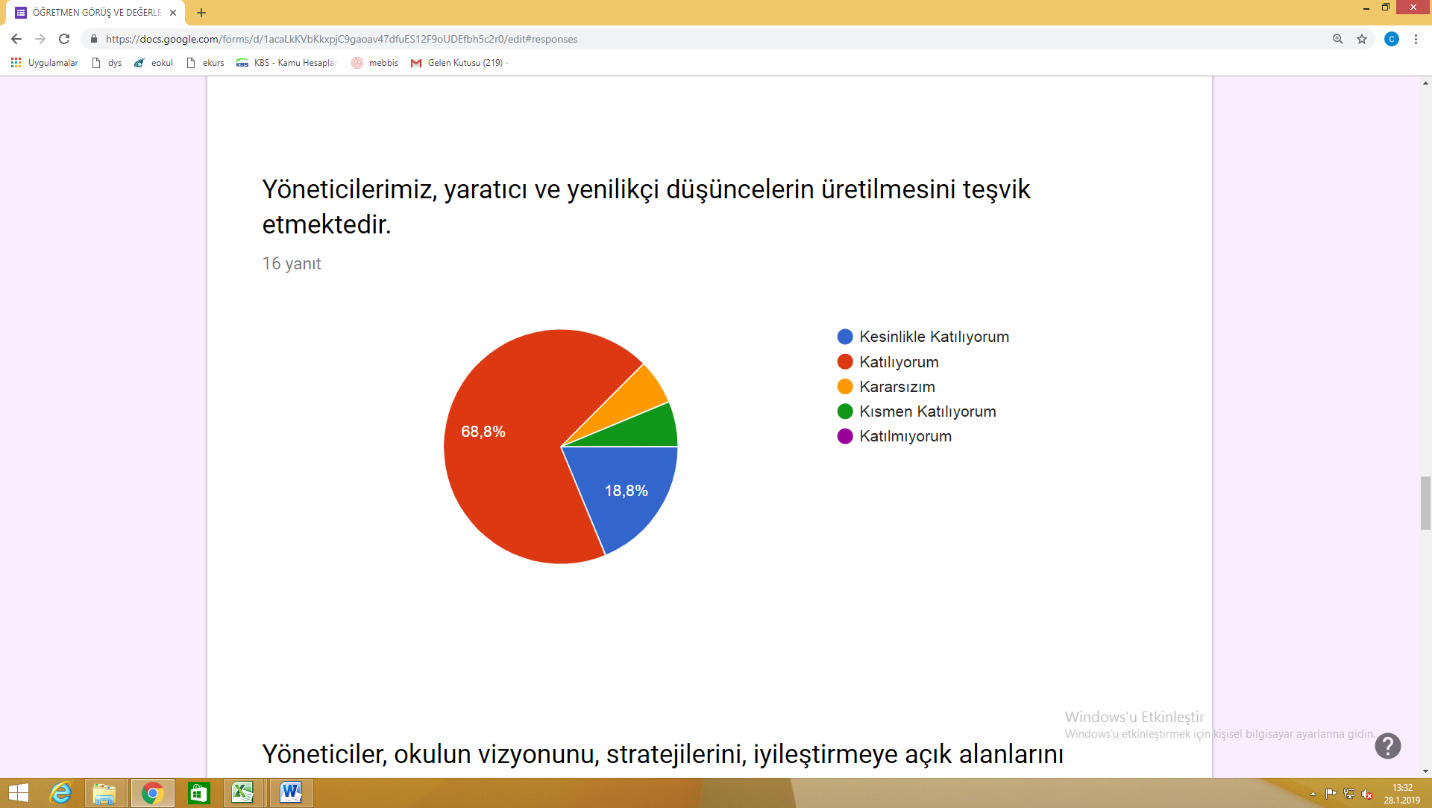 ÖĞRETMEN GÖRÜŞ VE DEĞERLE
https://docs.google.com/forms/d/1acaLkKVbKkxpjC9gaoav47dfuES12F9oUDEfbh5c2r0/edit#responses
C
Uygulamalar dys eokul ekurs KBS - Kamu Hesaplar mebbis Gelen Kutusu (219) -
Yöneticilerimiz, yaratıcı ve yenilikçi düşüncelerin üretilmesini teşvik
etmektedir.
16 yanıt
68,8%
18,8%
Kesinlikle Katılıyorum
Katılıyorum
Kararsızım
Kısmen Katılıyorum
Katılmıyorum
Windows'u Etkinleştir
Windows'u etkinleştirmek için kişisel bilgisayar ayarlarına gidin.
Yöneticiler, okulun vizyonunu, stratejilerini, iyileştirmeye açık alanlarını
13:32
28.1.2019